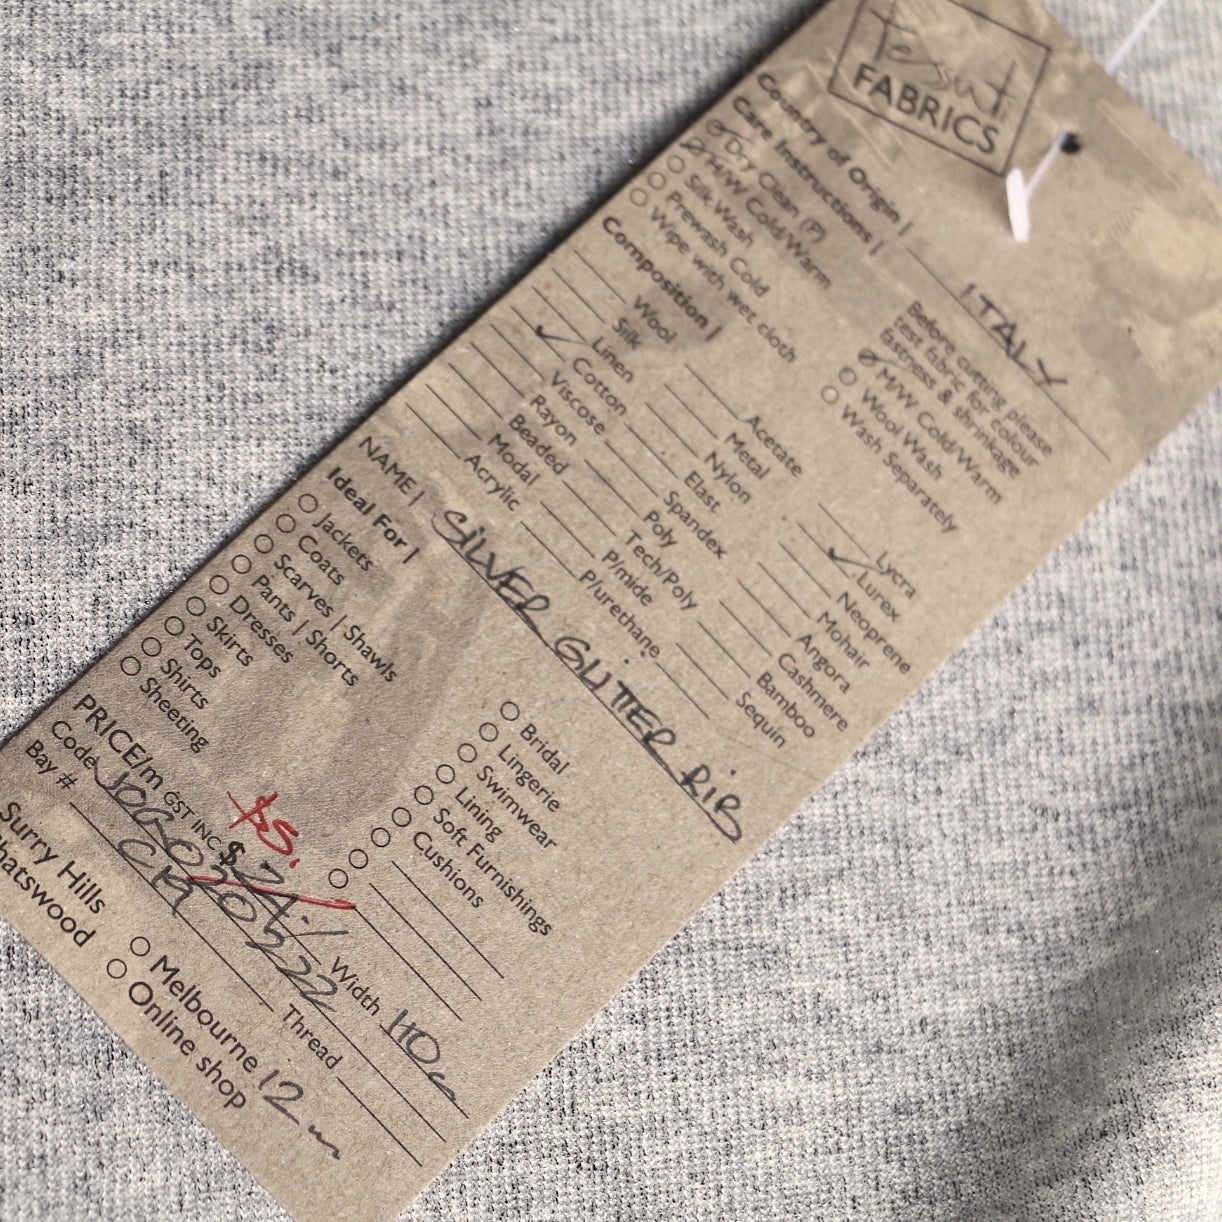 Tessuti
FABRICS
Country of Origin | ITALY
Care Instructions |
Dry Clean (P)
H/W Cold/Warm
Silk Wash
Prewash Cold
Wipe with wet cloth
Before cutting please
test fabric for colour
fastness & shrinkage
M/W Cold/Warm
Wool Wash
Wash Separately
Composition |
Wool
Silk
Linen
✓ Cotton
Viscose
Rayon
Beaded
Modal
Acrylic
Acetate
Metal
Nylon
Elast
Spandex
Poly
Tech/Poly
P/mide
P/urethane
Lycra
✓ Lurex
Neoprene
Mohair
Angora
Cashmere
Bamboo
Sequin
NAME | SILVER GLITTER RIB
Ideal For |
Jackets
Coats
Scarves | Shawls
Pants | Shorts
Dresses
Skirts
Tops
Shirts
Sheeting
Bridal
Lingerie
Swimwear
Lining
Soft Furnishings
Cushions
$5.
PRICE/m GST INC $ Width 110
Code
Bay # Thread
Surry Hills
hatswood
Melbourne 12 m
Online shop